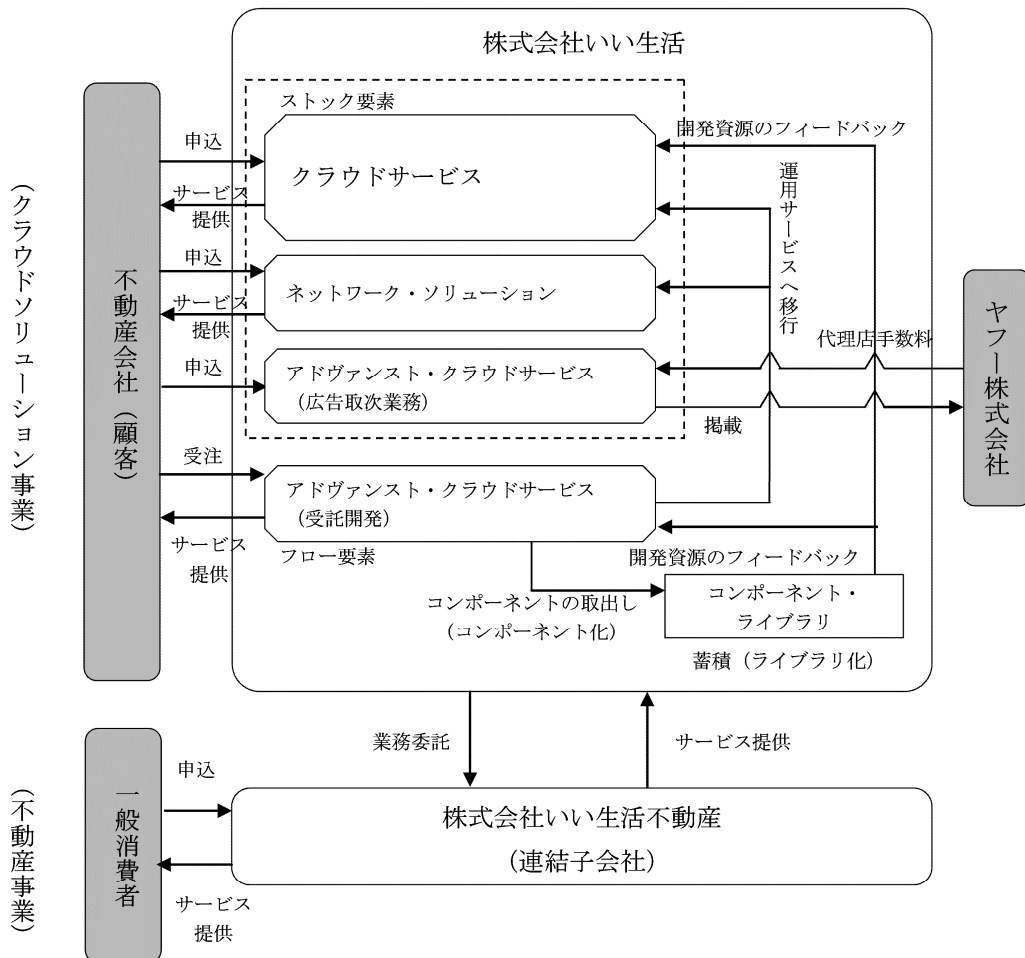 株式会社いい生活
ストック要素
開発資源のフィードバック
申込
クラウドサービス
サービス
提供
運用サービスへ移行
(クラウドソリューション事業)
不動産会社(顧客)
申込
ネットワーク・ソリューション
サービス
提供
ヤフー株式会社
代理店手数料
申込
アドヴァンスト・クラウドサービス
(広告取次業務)
掲載
受注
アドヴァンスト・クラウドサービス
(受託開発)
サービス
提供
フロー要素
開発資源のフィードバック
コンポーネントの取出し
(コンポーネント化)
コンポーネント・
ライブラリ
蓄積(ライブラリ化)
業務委託
サービス提供
(不動産事業)
一般消費者
申込
株式会社いい生活不動産
(連結子会社)
サービス
提供